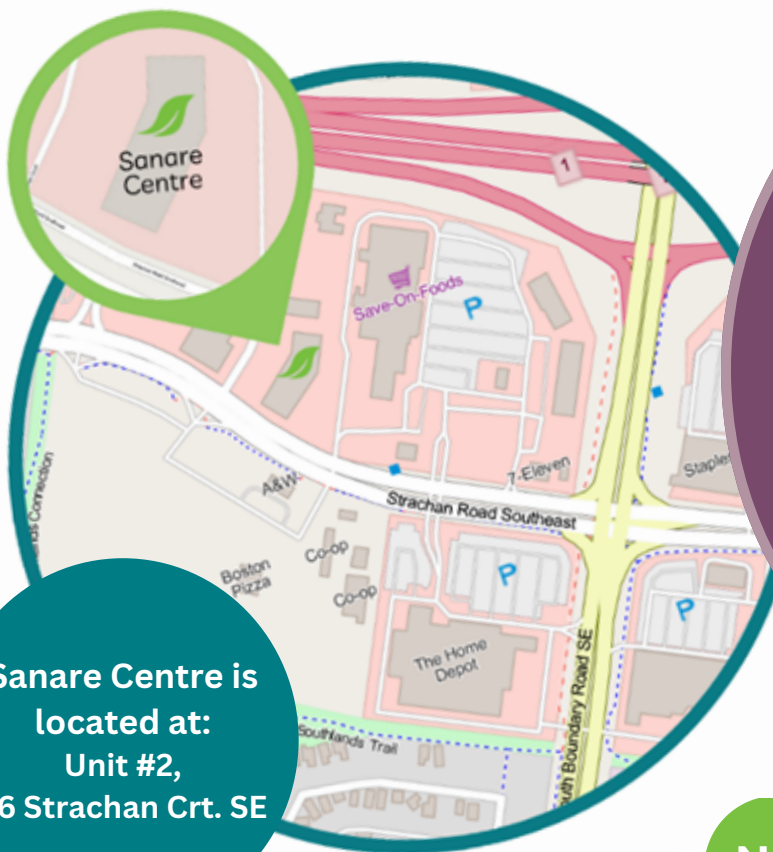 Sanare
Centre
1
Save-On-Foods
P
7-Eleven
A&W
Strachan Road Southeast
Co-op
Boston
Pizza
Co-op
P
P
The Home
Depot
Southlands Trail
Boundary Road SE
Connection
Sanare Centre is
located at:
Unit #2,
6 Strachan Crt. SE